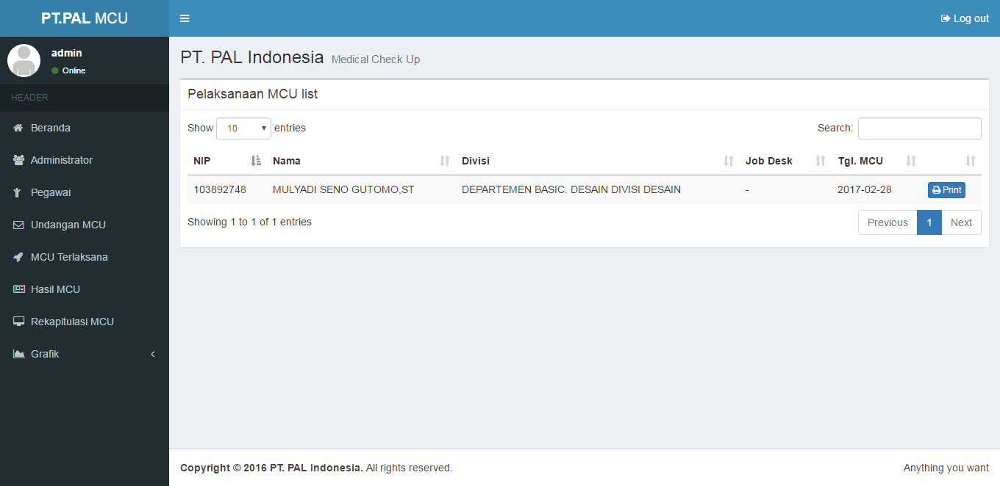 PT.PAL MCU
Log out
admin
Online
HEADER
Beranda
Administrator
Pegawai
Undangan MCU
MCU Terlaksana
Hasil MCU
Rekapitulasi MCU
Grafik
PT. PAL Indonesia Medical Check Up
Pelaksanaan MCU list
Show 10 entries Search:
NIP Nama Divisi Job Desk Tgl. MCU
103892748 MULYADI SENO GUTOMO,ST DEPARTEMEN BASIC. DESAIN DIVISI DESAIN - 2017-02-28 Print
Showing 1 to 1 of 1 entries Previous 1 Next
Copyright © 2016 PT. PAL Indonesia. All rights reserved. Anything you want